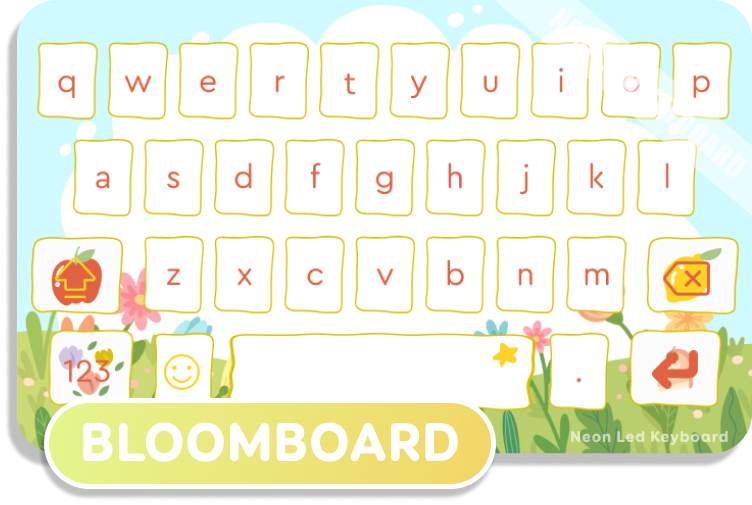 q w e r t y u i o p
a s d f g h j k l
z x c v b n m
123 .
BLOOMBOARD
Neon Led Keyboard